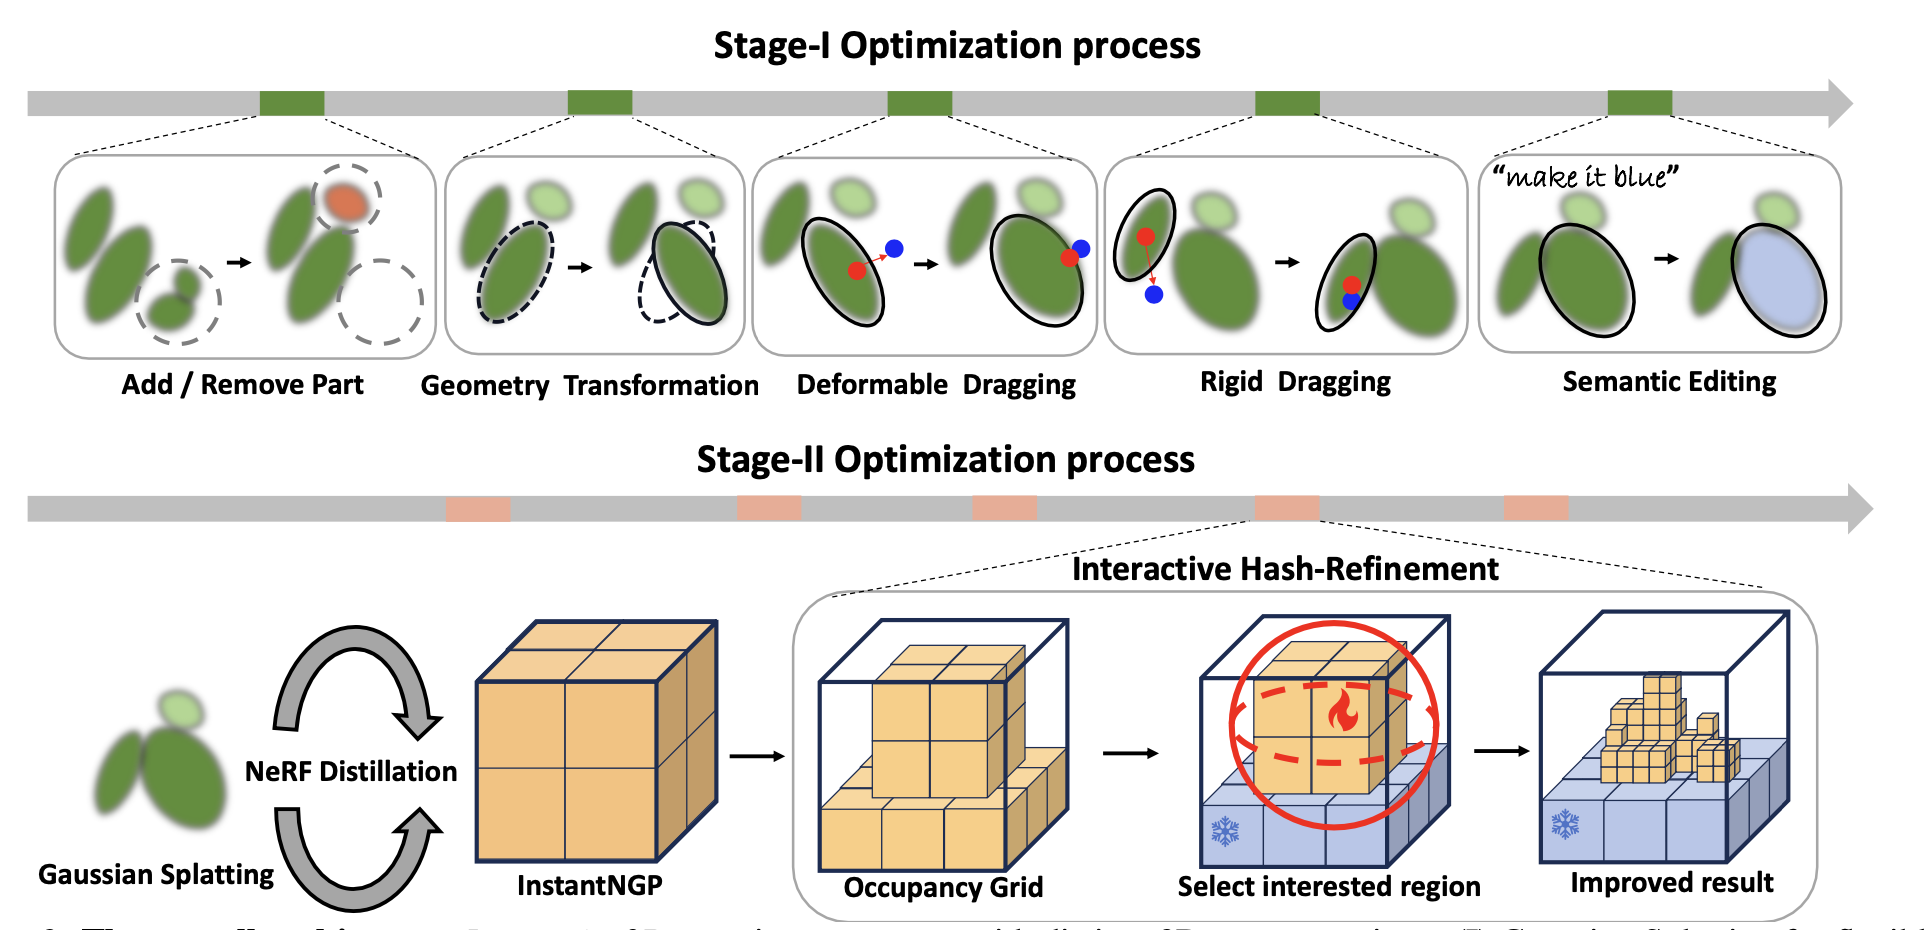 Stage-I Optimization process
"make it blue"
Add / Remove Part
Geometry Transformation
Deformable Dragging
Rigid Dragging
Semantic Editing
Stage-II Optimization process
Interactive Hash-Refinement
NeRF Distillation
Gaussian Splatting
InstantNGP
Occupancy Grid
Select interested region
Improved result